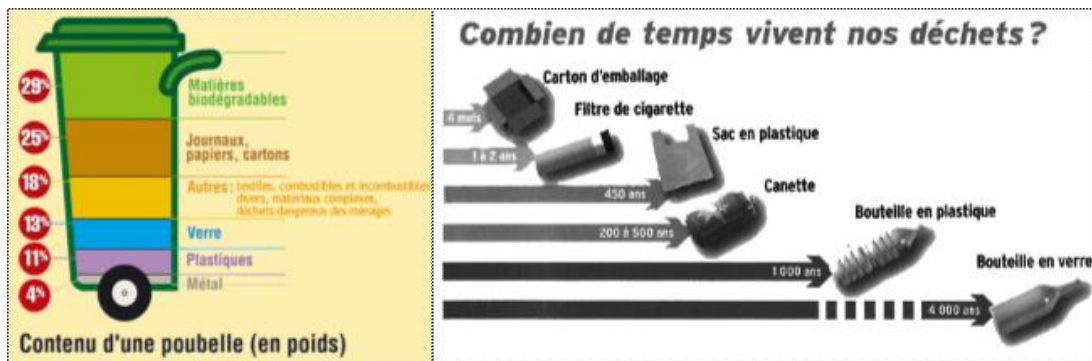 29%
Matières
biodégradables
25%
Journaux,
papiers, cartons
18%
Autres : textiles, combustibles et incombustibles
divers, matériaux complexes,
déchets dangereux des ménages
13%
Verre
11%
Plastiques
4%
Métal
Contenu d'une poubelle (en poids)
Combien de temps vivent nos déchets ?
Carton d'emballage
4 mois
Filtre de cigarette
1 à 2 ans
Sac en plastique
450 ans
Canette
200 à 500 ans
Bouteille en plastique
1 000 ans
Bouteille en verre
4 000 ans